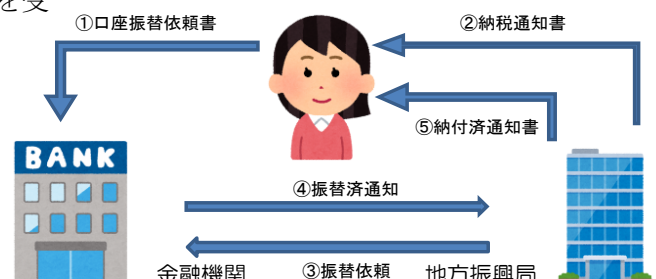 を受
①口座振替依頼書
②納税通知書
⑤納付済通知書
BANK
④振替済通知
金融機関
③振替依頼
地方振興局